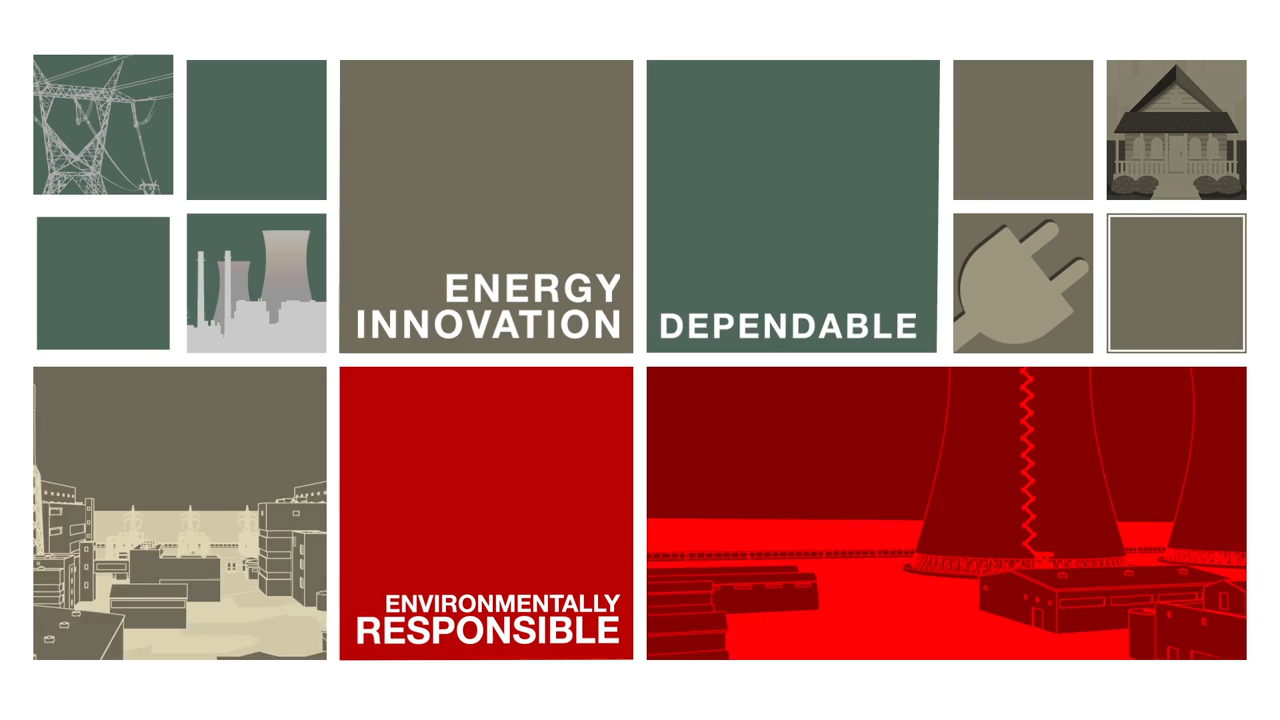 ENERGY
INNOVATION
DEPENDABLE
ENVIRONMENTALLY
RESPONSIBLE